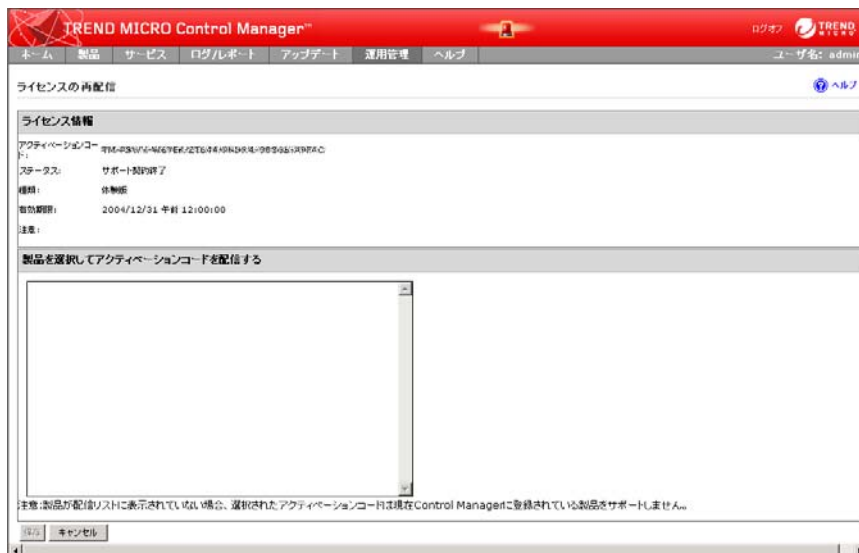 TREND MICRO Control Manager™
ログオフ
TREND MICRO
ホーム 製品 サービス ログ/レポート アップデート 運用管理 ヘルプ
ユーザ名: admin
ライセンスの再配信
ヘルプ
ライセンス情報
アクティベーションコード:
ステータス: サポート契約終了
種類: 体験版
有効期限: 2004/12/31 午前 12:00:00
注意:
製品を選択してアクティベーションコードを配信する
注意:製品が配信リストに表示されていない場合、選択されたアクティベーションコードは現在Control Managerに登録されている製品をサポートしません。
保存 キャンセル